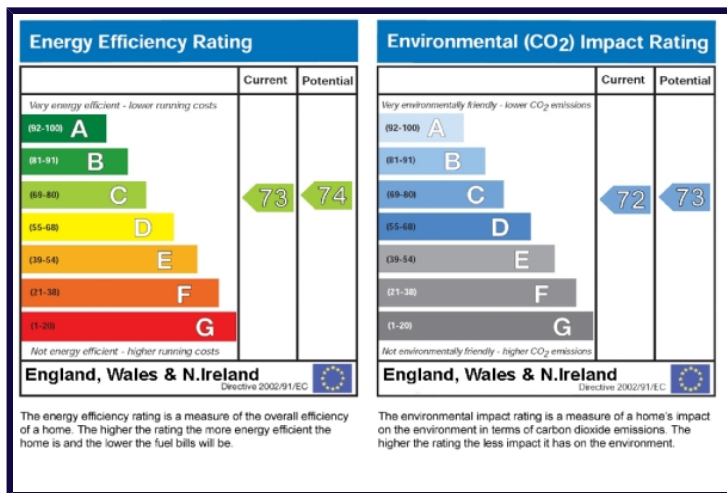 Energy Efficiency Rating
Current Potential
Very energy efficient - lower running costs
(92-100) A
(81-91) B
(69-80) C
73 74
(55-68) D
(39-54) E
(21-38) F
(1-20) G
Not energy efficient - higher running costs
England, Wales & N.Ireland
Directive 2002/91/EC
The energy efficiency rating is a measure of the overall efficiency
of a home. The higher the rating the more energy efficient the
home is and the lower the fuel bills will be.
Environmental (CO2) Impact Rating
Current Potential
Very environmentally friendly - lower CO2 emissions
(92-100) A
(81-91) B
(69-80) C
72 73
(55-68) D
(39-54) E
(21-38) F
(1-20) G
Not environmentally friendly - higher CO2 emissions
England, Wales & N.Ireland
Directive 2002/91/EC
The environmental impact rating is a measure of a home's impact
on the environment in terms of carbon dioxide emissions. The
higher the rating the less impact it has on the environment.